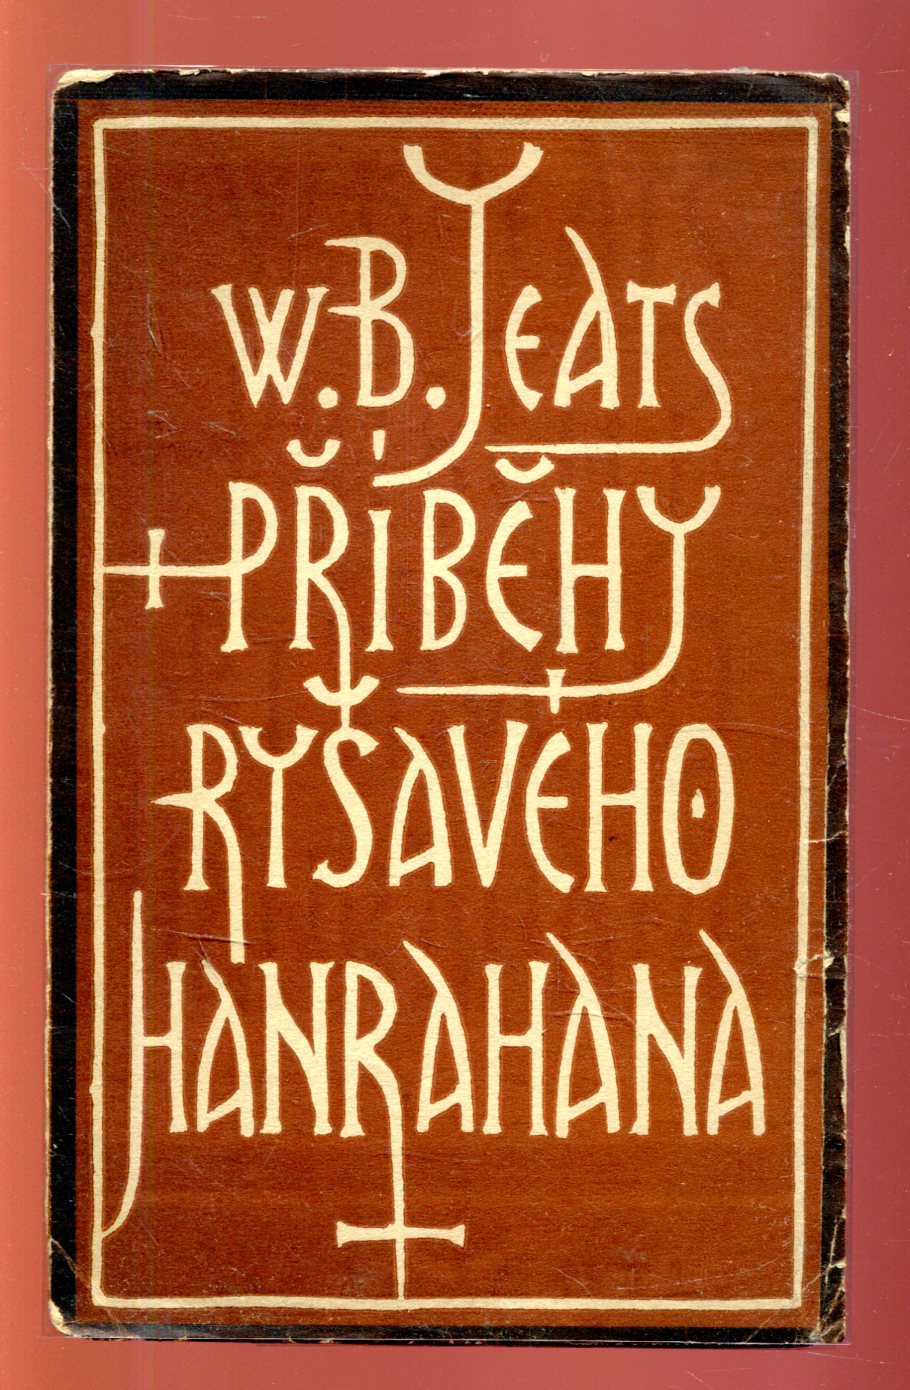 W. B. YEATS
PŘÍBĚHY
RYŠAVÉHO
HANRAHANA